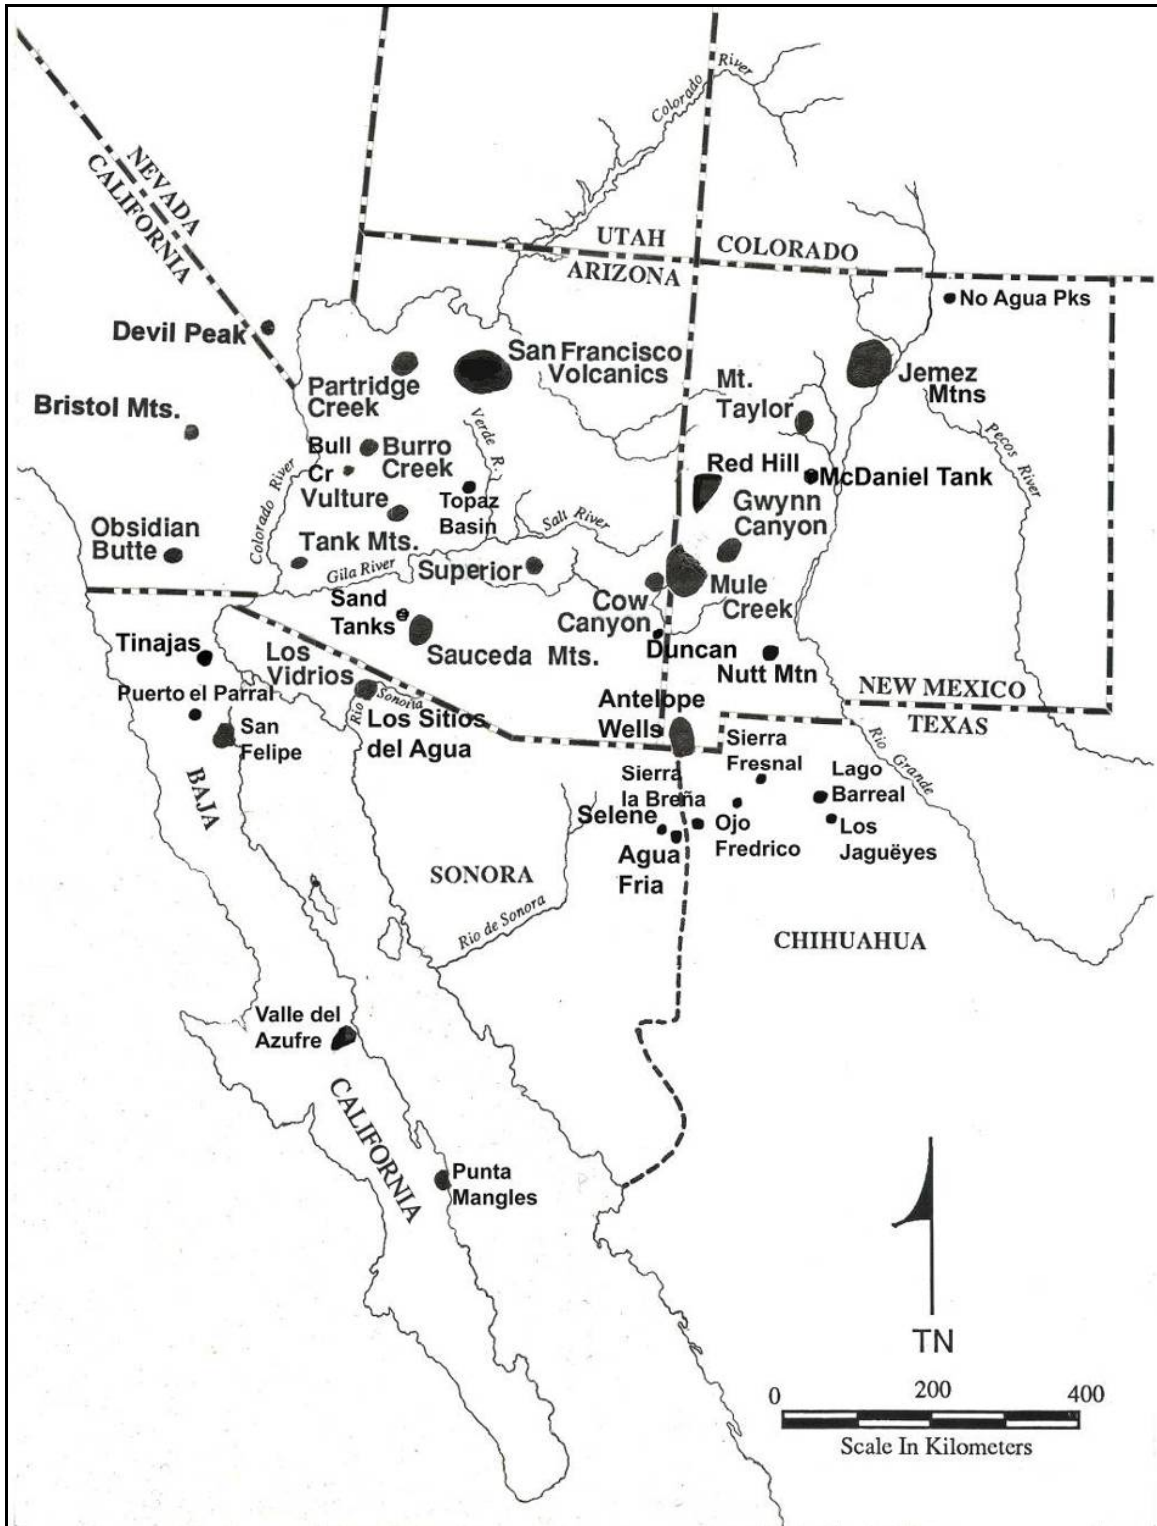 River
Colorado
NEVADA
CALIFORNIA
UTAH
COLORADO
ARIZONA
No Agua Pks
Devil Peak
San Francisco
Volcanics
Jemez
Mtns
Partridge
Creek
Mt.
Taylor
Bristol Mts.
Verde R.
Pecos River
Bull
Cr
Burro
Creek
Red Hill
McDaniel Tank
Colorado River
Vulture
Topaz
Basin
Gwynn
Canyon
Salt River
Obsidian
Butte
Tank Mts.
Gila River
Superior
Mule
Creek
Cow
Canyon
Sand
Tanks
Tinajas
Los
Vidrios
Sauceda Mts.
Duncan
Nutt Mtn
Puerto el Parral
Rio Sonoita
NEW MEXICO
TEXAS
Antelope
Wells
San
Felipe
Los Sitios
del Agua
Sierra
Fresnal
Rio Grande
BAJA
Sierra
la Breña
Lago
Barreal
Selene
Ojo
Fredrico
Los
Jaguëyes
Agua
Fria
SONORA
Rio de Sonora
CHIHUAHUA
Valle del
Azufre
CALIFORNIA
Punta
Mangles
TN
0 200 400
Scale In Kilometers